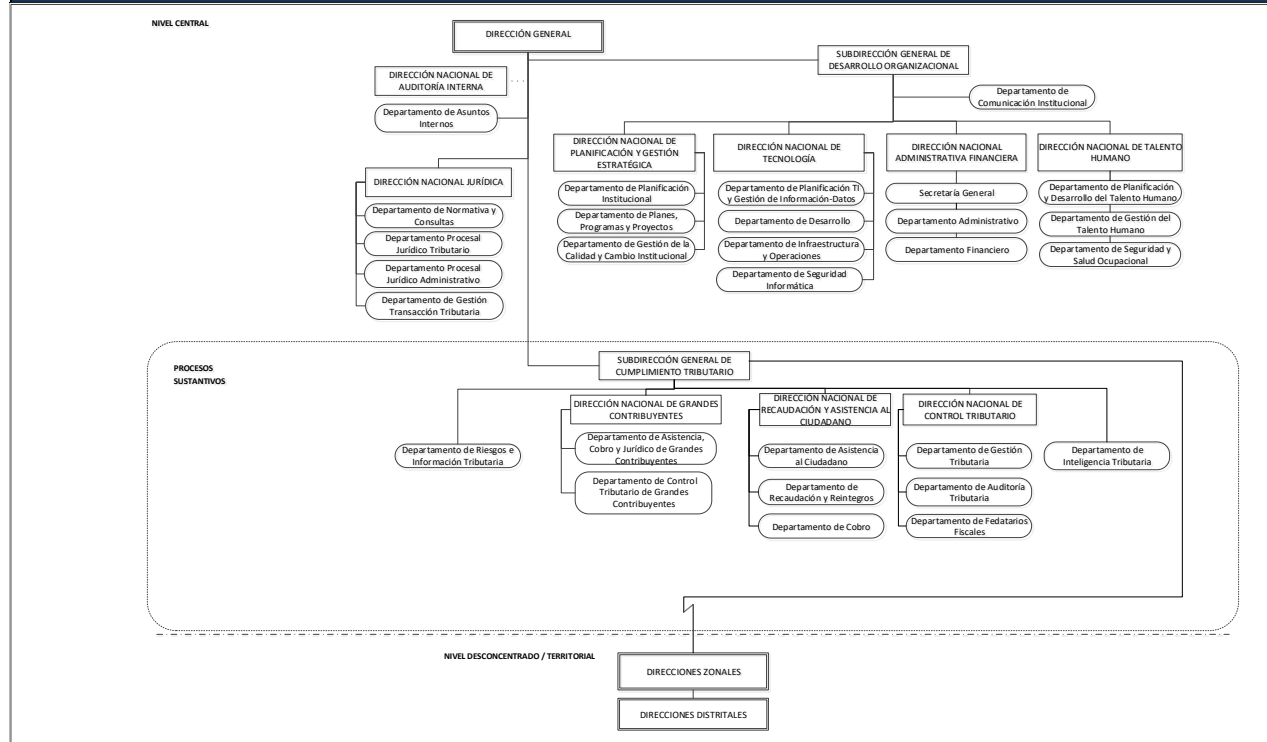 NIVEL CENTRAL
DIRECCIÓN GENERAL
SUBDIRECCIÓN GENERAL DE
DESARROLLO ORGANIZACIONAL
DIRECCIÓN NACIONAL DE
AUDITORÍA INTERNA
Departamento de
Comunicación Institucional
Departamento de Asuntos
Internos
DIRECCIÓN NACIONAL DE
PLANIFICACIÓN Y GESTIÓN
ESTRATÉGICA
DIRECCIÓN NACIONAL DE
TECNOLOGÍA
DIRECCIÓN NACIONAL
ADMINISTRATIVA FINANCIERA
DIRECCIÓN NACIONAL DE TALENTO
HUMANO
DIRECCIÓN NACIONAL JURÍDICA
Departamento de Normativa y
Consultas
Departamento Procesal
Jurídico Tributario
Departamento Procesal
Jurídico Administrativo
Departamento de Gestión
Transacción Tributaria
Departamento de Planificación
Institucional
Departamento de Planes,
Programas y Proyectos
Departamento de Gestión de la
Calidad y Cambio Institucional
Departamento de Planificación TI
y Gestión de Información-Datos
Departamento de Desarrollo
Departamento de Infraestructura
y Operaciones
Departamento de Seguridad
Informática
Secretaría General
Departamento Administrativo
Departamento Financiero
Departamento de Planificación
y Desarrollo del Talento Humano
Departamento de Gestión del
Talento Humano
Departamento de Seguridad y
Salud Ocupacional
PROCESOS
SUSTANTIVOS
SUBDIRECCIÓN GENERAL DE
CUMPLIMIENTO TRIBUTARIO
DIRECCIÓN NACIONAL DE GRANDES
CONTRIBUYENTES
DIRECCIÓN NACIONAL DE
RECAUDACIÓN Y ASISTENCIA AL
CIUDADANO
DIRECCIÓN NACIONAL DE
CONTROL TRIBUTARIO
Departamento de Riesgos e
Información Tributaria
Departamento de Asistencia,
Cobro y Jurídico de Grandes
Contribuyentes
Departamento de Control
Tributario de Grandes
Contribuyentes
Departamento de Asistencia
al Ciudadano
Departamento de
Recaudación y Reintegros
Departamento de Cobro
Departamento de Gestión
Tributaria
Departamento de Auditoría
Tributaria
Departamento de Fedatarios
Fiscales
Departamento de
Inteligencia Tributaria
NIVEL DESCONCENTRADO / TERRITORIAL
DIRECCIONES ZONALES
DIRECCIONES DISTRITALES